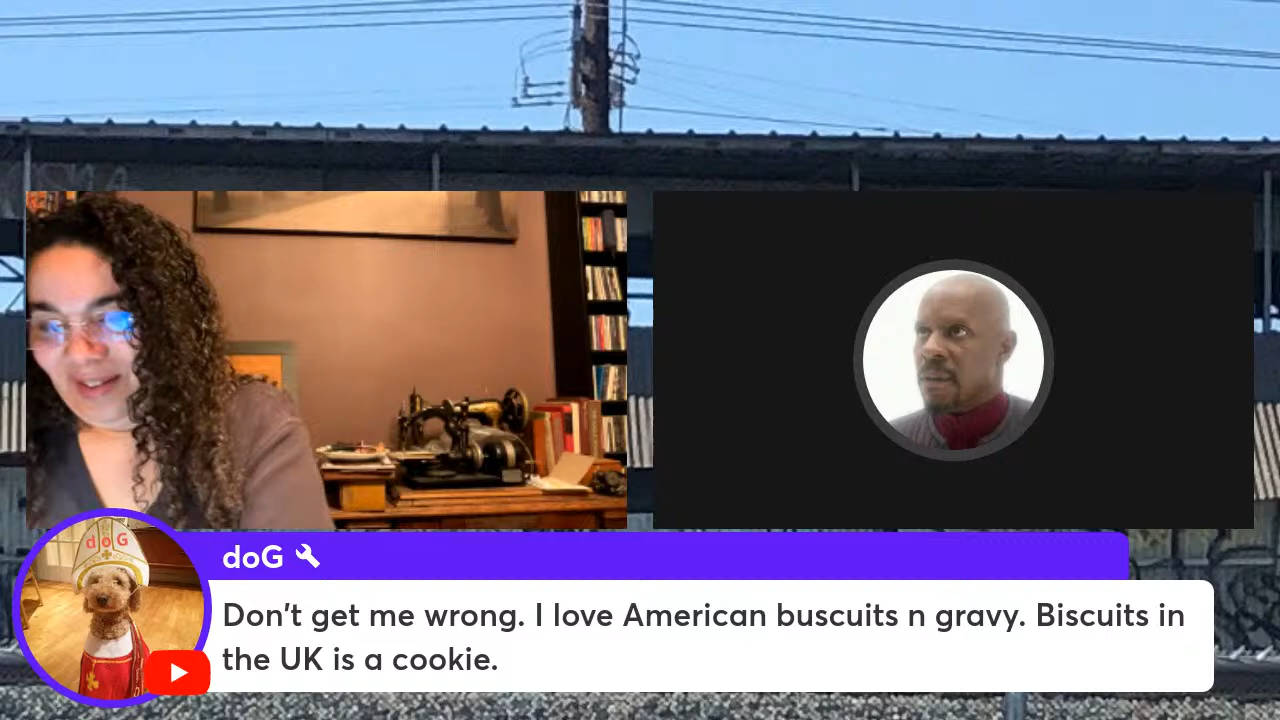 doG
doG
Don't get me wrong. I love American buscuits n gravy. Biscuits in
the UK is a cookie.